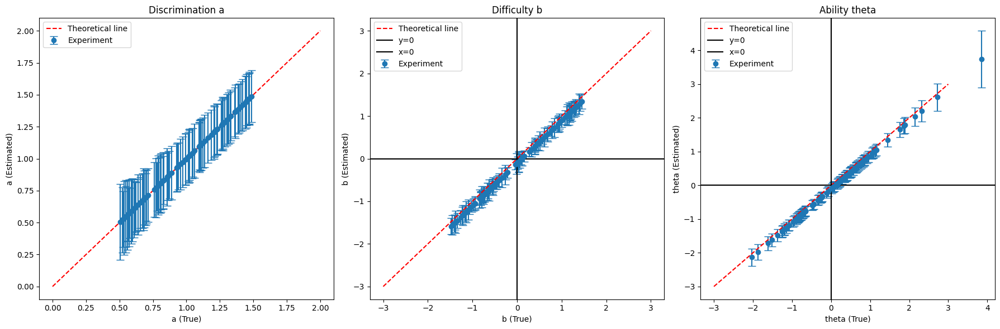 Discrimination a
Theoretical line
Experiment
2.00
1.75
1.50
1.25
1.00
0.75
0.50
0.25
0.00
a (Estimated)
0.00 0.25 0.50 0.75 1.00 1.25 1.50 1.75 2.00
a (True)
Difficulty b
Theoretical line
y=0
x=0
Experiment
3
2
1
0
−1
−2
−3
b (Estimated)
−3 −2 −1 0 1 2 3
b (True)
Ability theta
Theoretical line
y=0
x=0
Experiment
4
3
2
1
0
−1
−2
−3
theta (Estimated)
−3 −2 −1 0 1 2 3 4
theta (True)